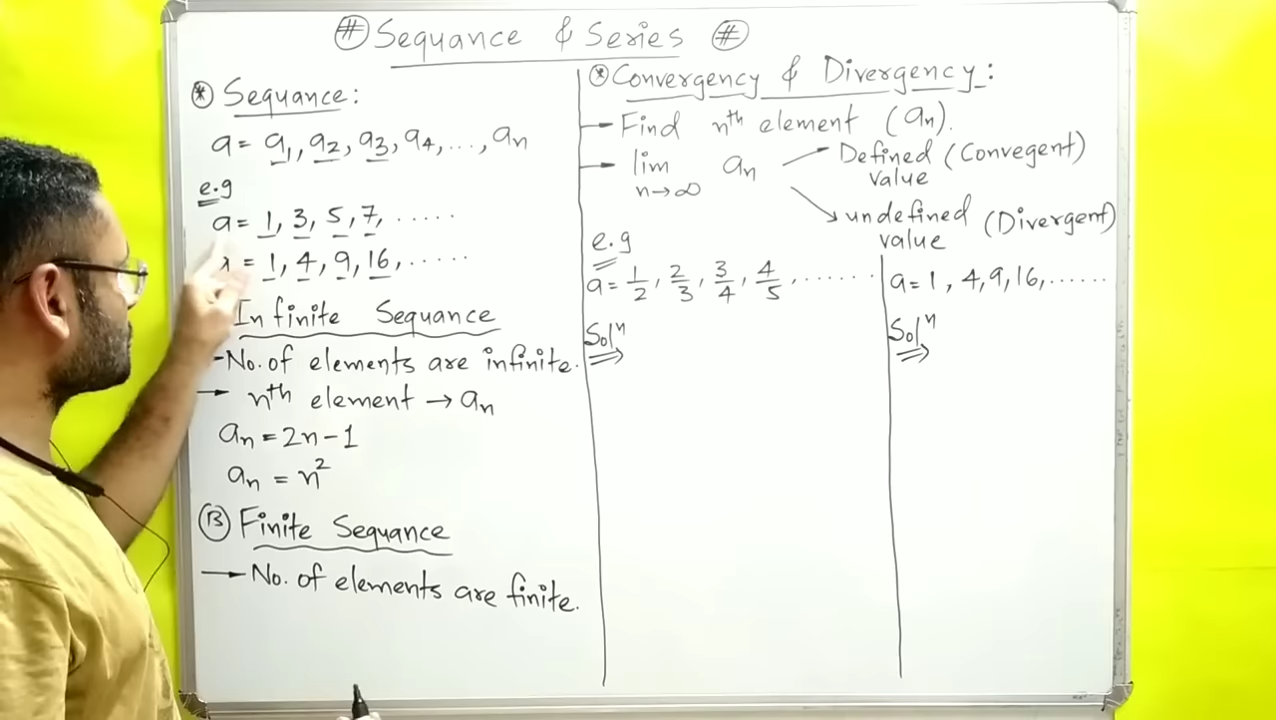 # Sequance & Series #
* Sequance:
a = a1, a2, a3, a4, ..., an
e.g
a = 1, 3, 5, 7, .....
= 1, 4, 9, 16, .....
Infinite Sequance
- No. of elements are infinite.
→ nth element → an
an = 2n - 1
an = n²
(B) Finite Sequance
→ No. of elements are finite.
* Convergency & Divergency:
→ Find nth element (an).
→ lim n→∞ an
Defined value (Convegent)
undefined value (Divergent)
e.g
a = 1/2, 2/3, 3/4, 4/5, ......
Solⁿ
a = 1, 4, 9, 16, ......
Solⁿ